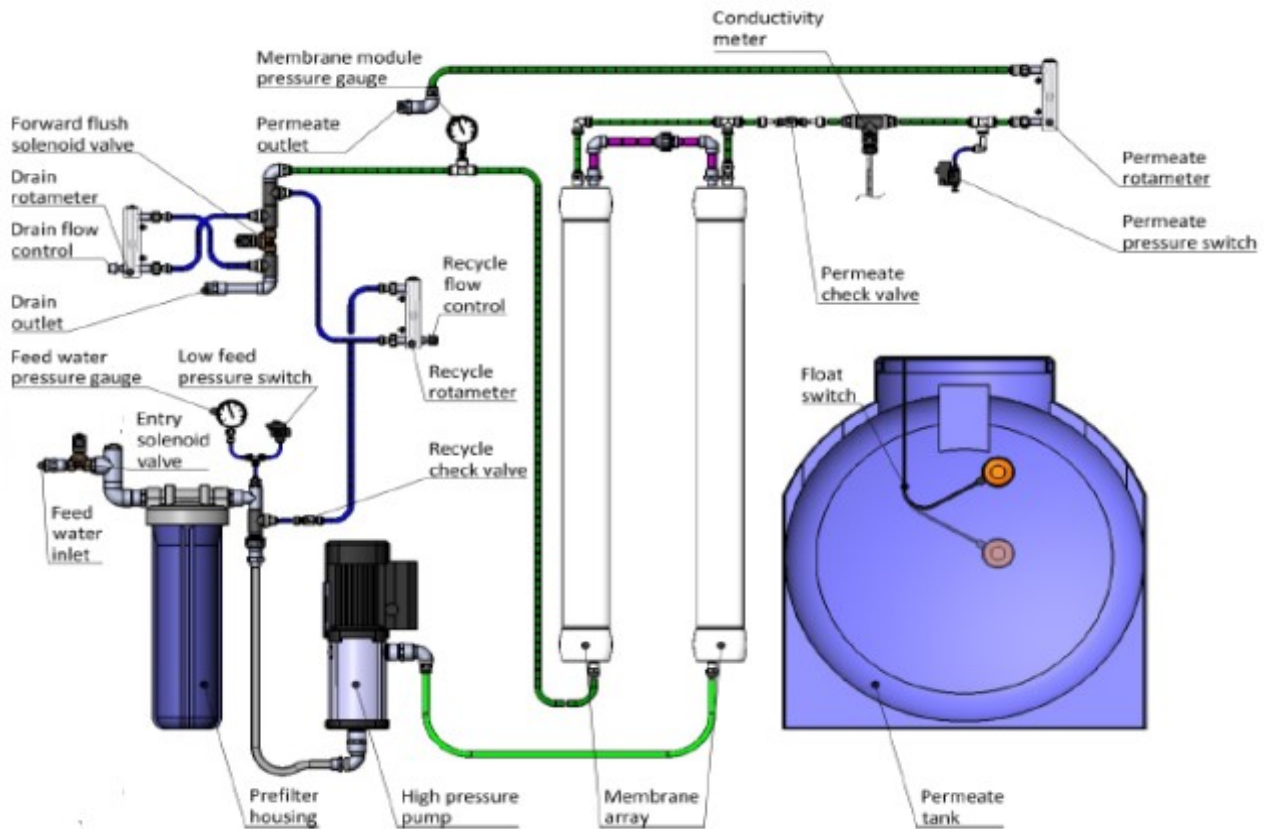 Conductivity
meter
Membrane module
pressure gauge
Permeate
outlet
Forward flush
solenoid valve
Drain
rotameter
Drain flow
control
Drain
outlet
Permeate
rotameter
Permeate
pressure switch
Permeate
check valve
Recycle
flow
control
Recycle
rotameter
Feed water
pressure gauge
Low feed
pressure switch
Entry
solenoid
valve
Recycle
check valve
Feed
water
inlet
Float
switch
Prefilter
housing
High pressure
pump
Membrane
array
Permeate
tank